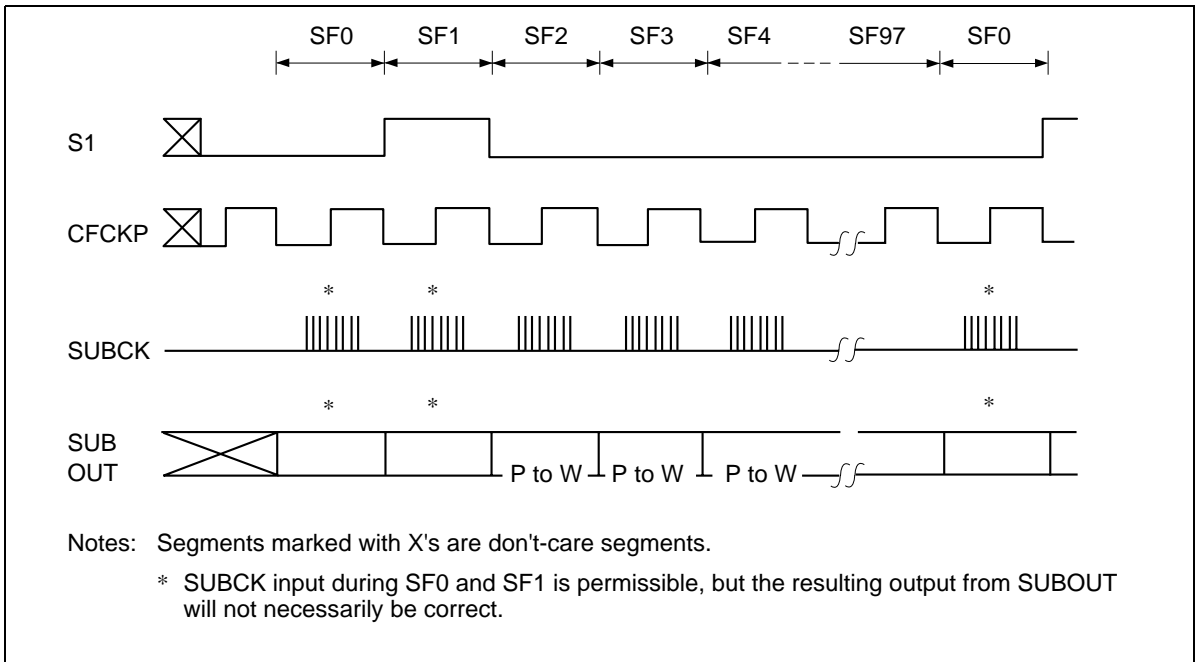 SF0 SF1 SF2 SF3 SF4 SF97 SF0
S1
CFCKP
* * *
SUBCK
* * *
SUB
OUT
P to W P to W P to W
Notes: Segments marked with X's are don't-care segments.
* SUBCK input during SF0 and SF1 is permissible, but the resulting output from SUBOUT
will not necessarily be correct.